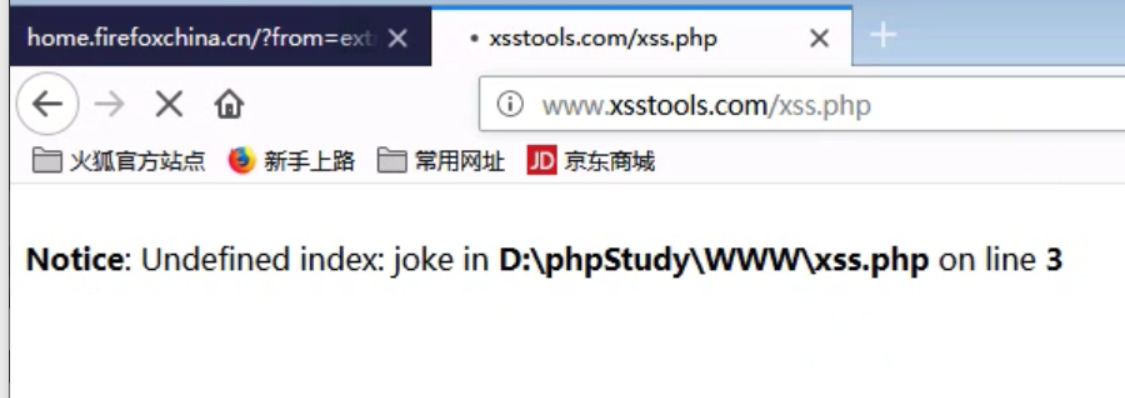 home.firefoxchina.cn/?from=ext
xsstools.com/xss.php
www.xsstools.com/xss.php
火狐官方站点 新手上路 常用网址 JD 京东商城
Notice: Undefined index: joke in D:\phpStudy\WWW\xss.php on line 3